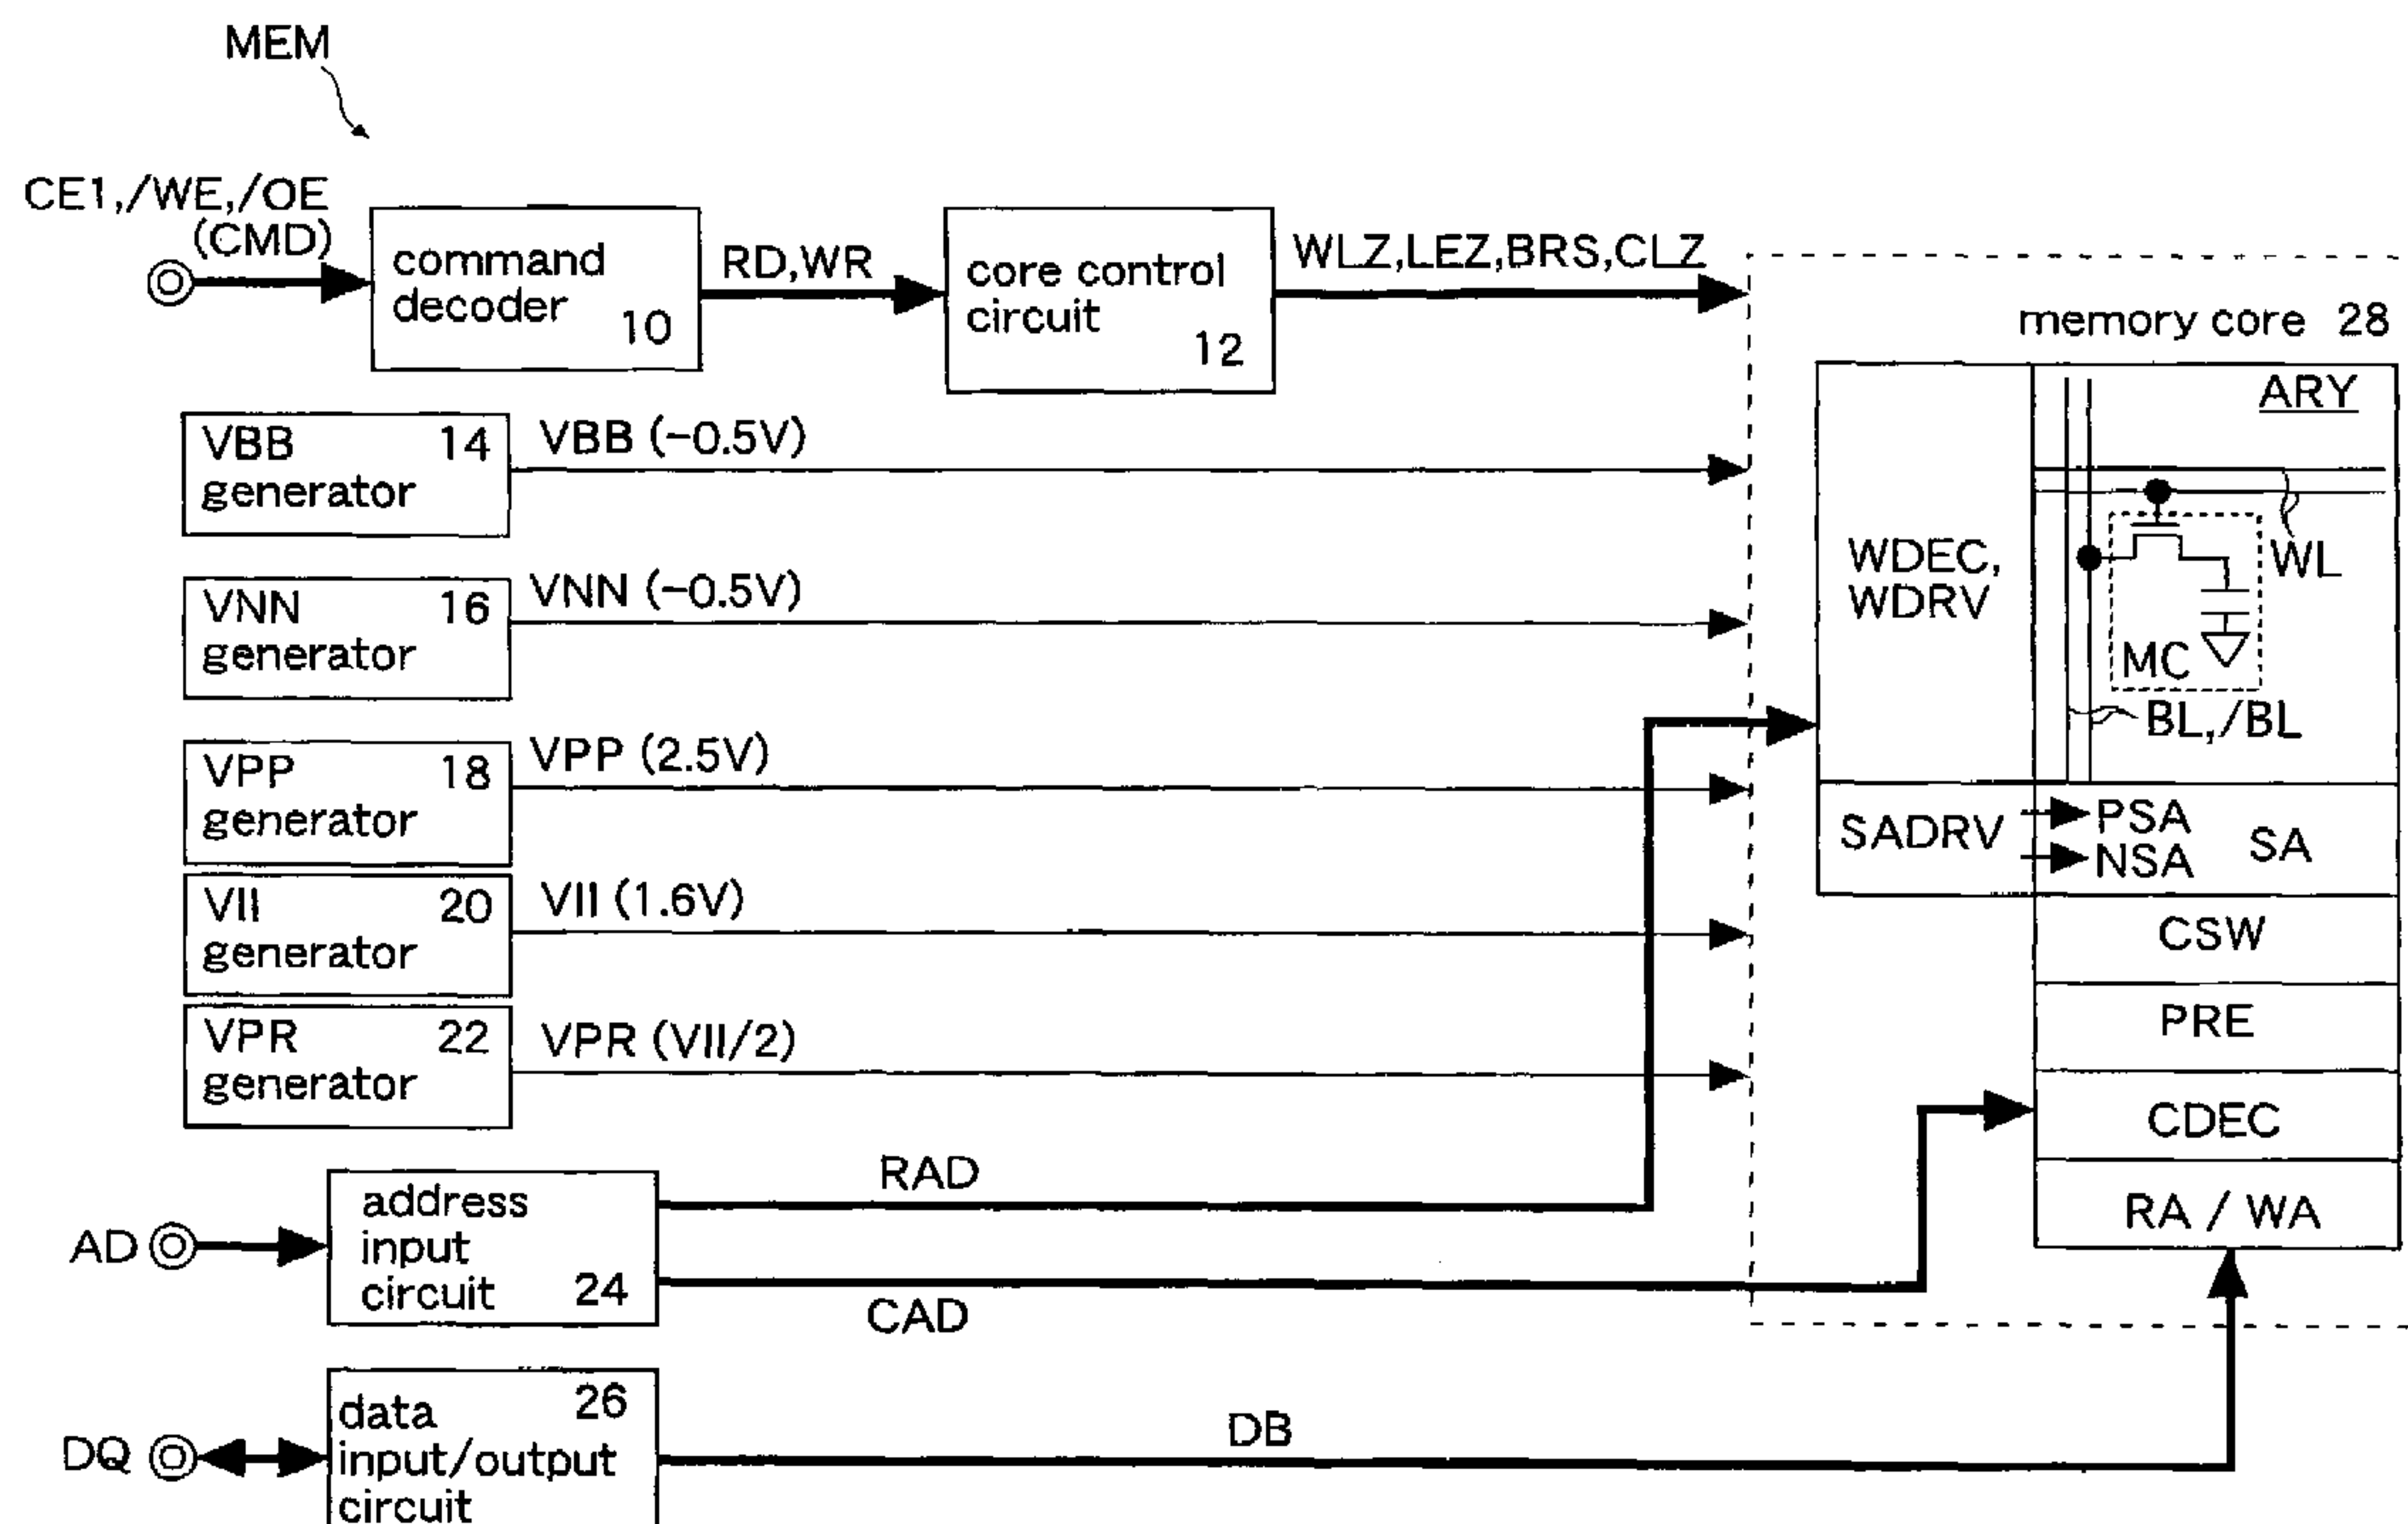 MEM
CE1,/WE,/OE
(CMD)
command
decoder
10
RD,WR
core control
circuit
12
WLZ,LEZ,BRS,CLZ
memory core 28
VBB 14
generator
VBB (-0.5V)
VNN 16
generator
VNN (-0.5V)
VPP 18
generator
VPP (2.5V)
VII 20
generator
VII (1.6V)
VPR 22
generator
VPR (VII/2)
AD
address
input
circuit 24
RAD
CAD
DQ
26
data
input/output
circuit
DB
WDEC,
WDRV
ARY
WL
MC
BL,/BL
SADRV
PSA
NSA
SA
CSW
PRE
CDEC
RA / WA